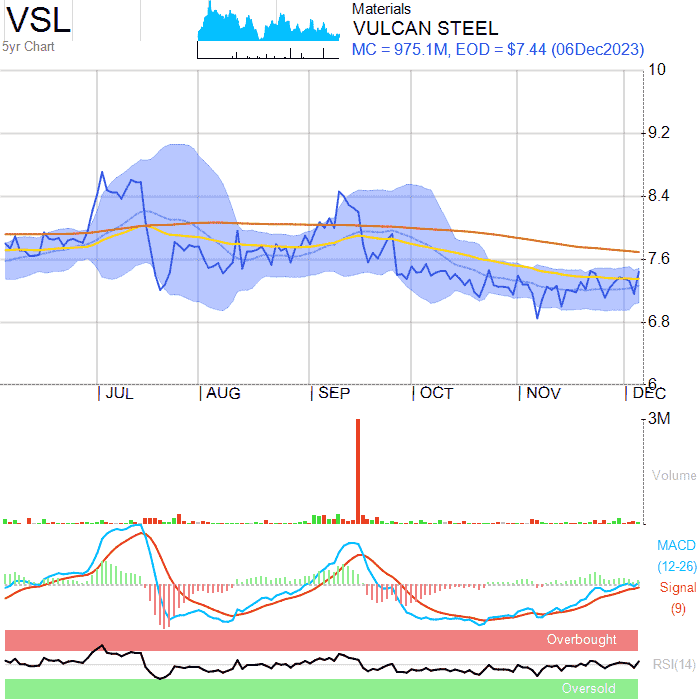 VSL
5yr Chart
Materials
VULCAN STEEL
MC = 975.1M, EOD = $7.44 (06Dec2023)
10
9.2
8.4
7.6
6.8
6
JUL
AUG
SEP
OCT
NOV
DEC
3M
Volume
MACD
(12-26)
Signal
(9)
Overbought
RSI(14)
Oversold